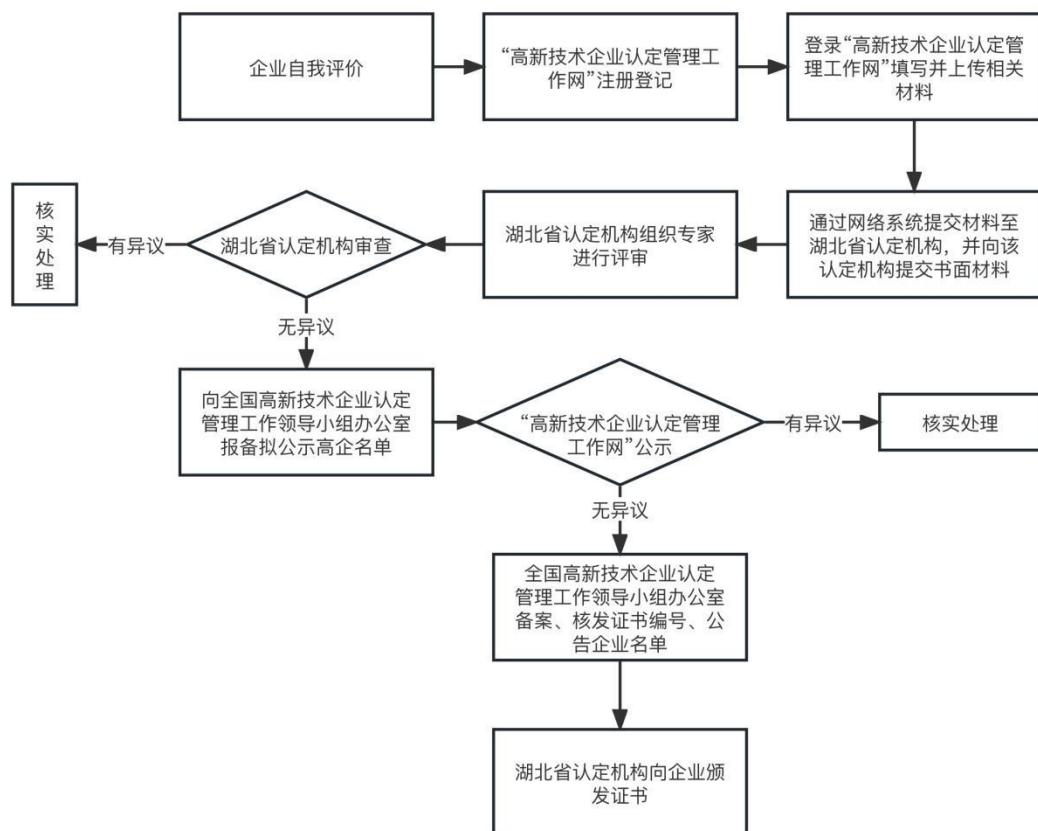 企业自我评价
“高新技术企业认定管理工
作网”注册登记
登录“高新技术企业认定管
理工作网”填写并上传相关
材料
通过网络系统提交材料至
湖北省认定机构，并向该
认定机构提交书面材料
湖北省认定机构组织专家
进行评审
湖北省认定机构审查
有异议
核
实
处
理
无异议
向全国高新技术企业认定
管理工作领导小组办公室
报备拟公示高企名单
“高新技术企业认定管理
工作网”公示
有异议
核实处理
无异议
全国高新技术企业认定
管理工作领导小组办公室
备案、核发证书编号、公
告企业名单
湖北省认定机构向企业颁
发证书